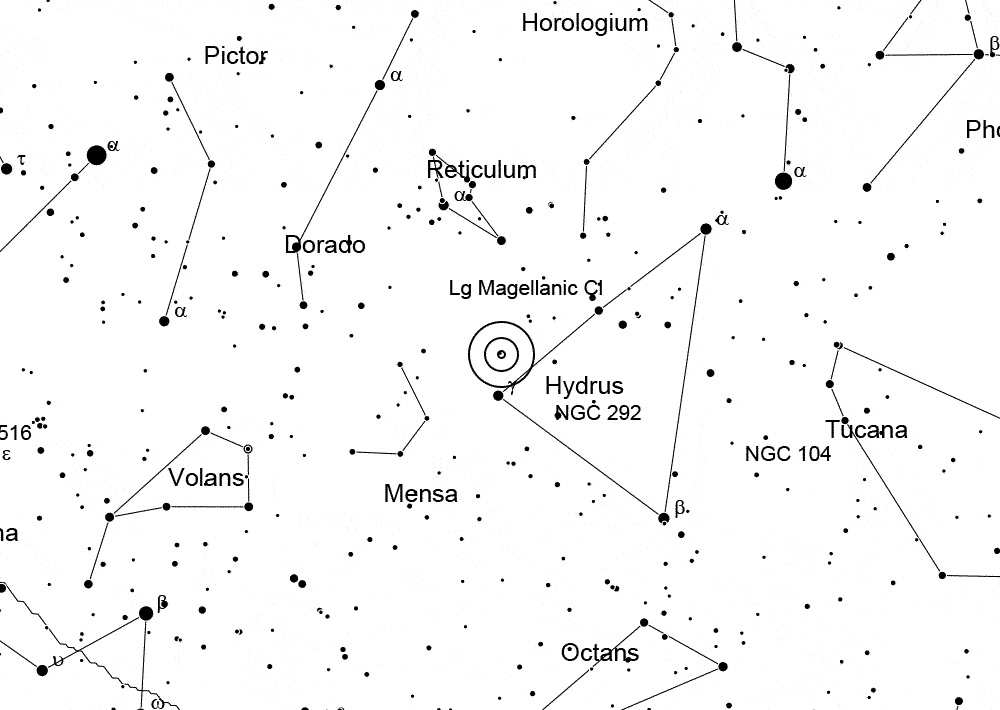 Horologium
Pictor
β
α
Pho
α
τ
Reticulum
α
α
α
Dorado
Lg Magellanic Cl
α
Hydrus
γ
NGC 292
516
ε
Tucana
NGC 104
Volans
Mensa
β
na
β
Octans
υ
ω